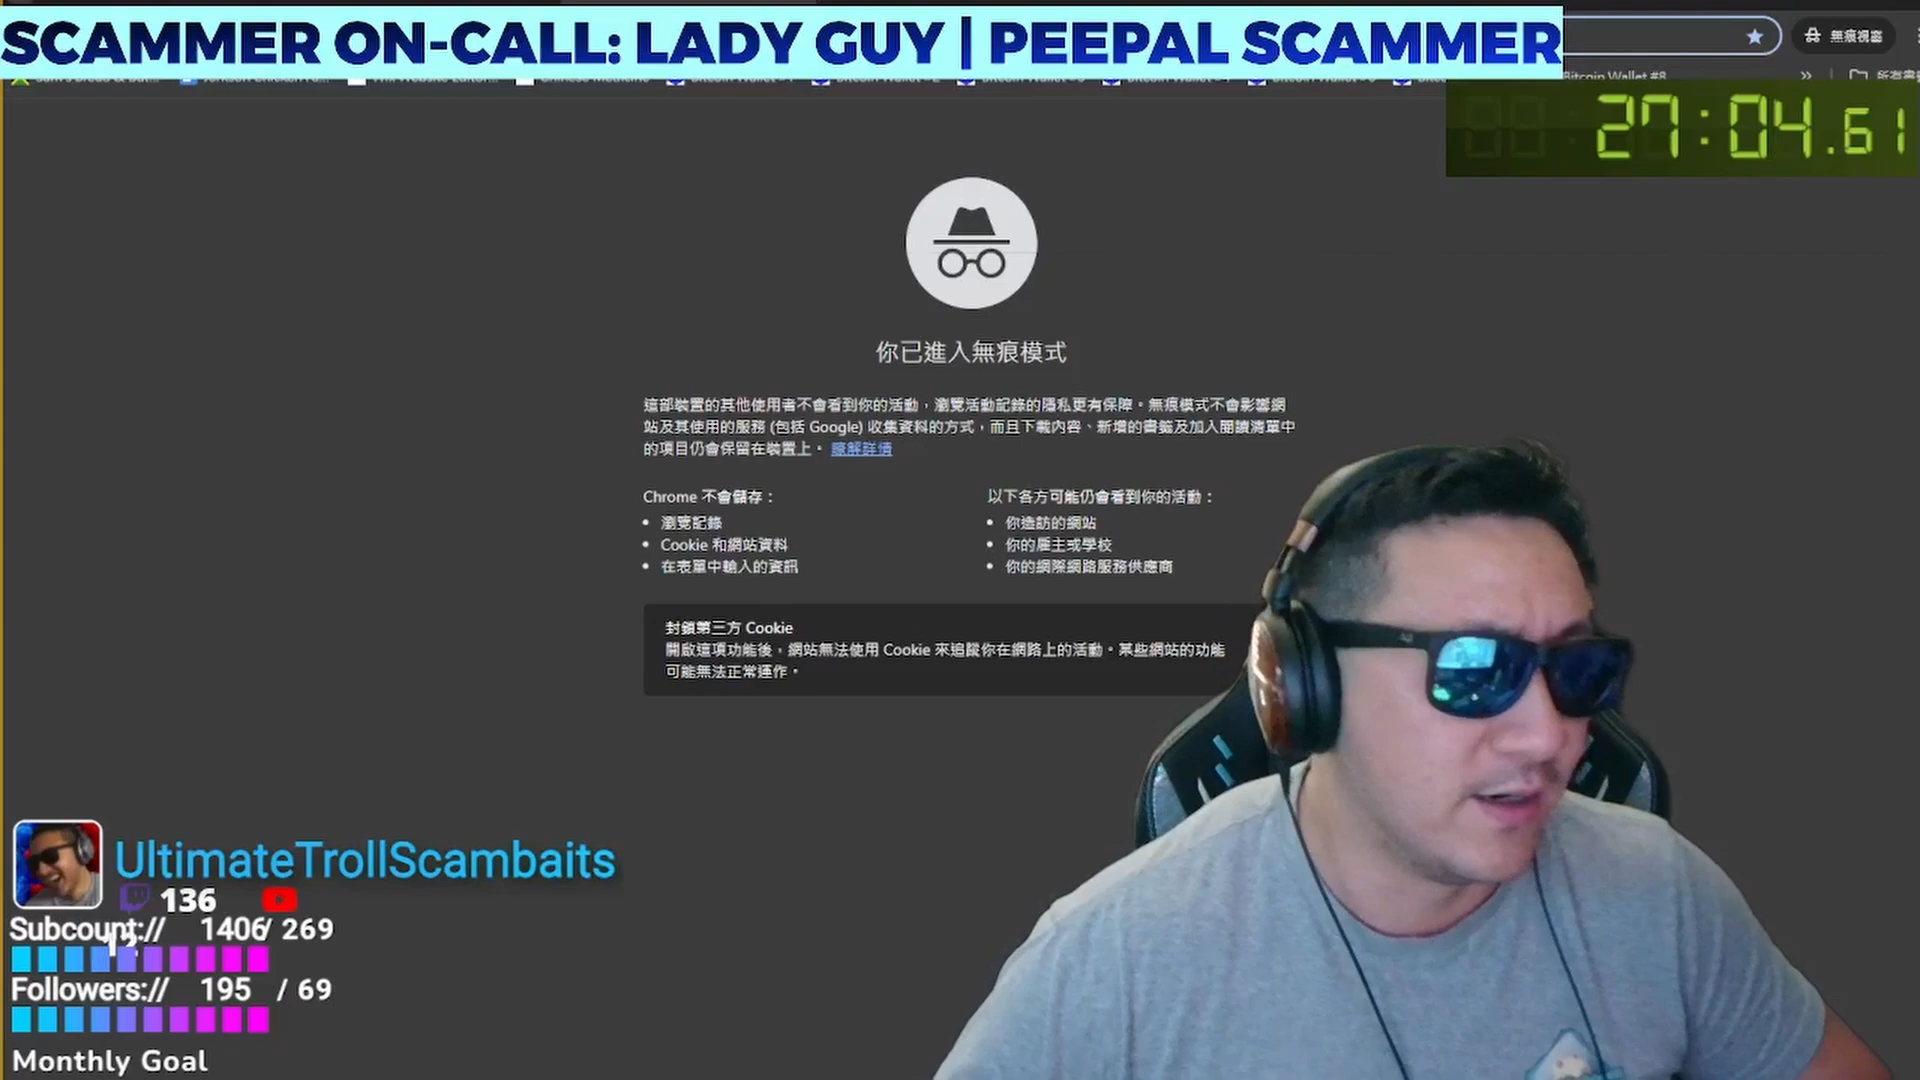 SCAMMER ON-CALL: LADY GUY | PEEPAL SCAMMER
無痕視窗
Bitcoin Wallet #8
27:04.61
你已進入無痕模式
這部裝置的其他使用者不會看到你的活動，瀏覽活動記錄的隱私更有保障。無痕模式不會影響網
站及其使用的服務 (包括 Google) 收集資料的方式，而且下載內容、新增的書籤及加入閱讀清單中
的項目仍會保留在裝置上。 瞭解詳情
Chrome 不會儲存：
瀏覽記錄
Cookie 和網站資料
在表單中輸入的資訊
以下各方可能仍會看到你的活動：
你造訪的網站
你的雇主或學校
你的網際網路服務供應商
封鎖第三方 Cookie
開啟這項功能後，網站無法使用 Cookie 來追蹤你在網路上的活動。某些網站的功能
可能無法正常運作。
UltimateTrollScambaits
136
Subcount:// 1406/ 269
Followers:// 195 / 69
Monthly Goal